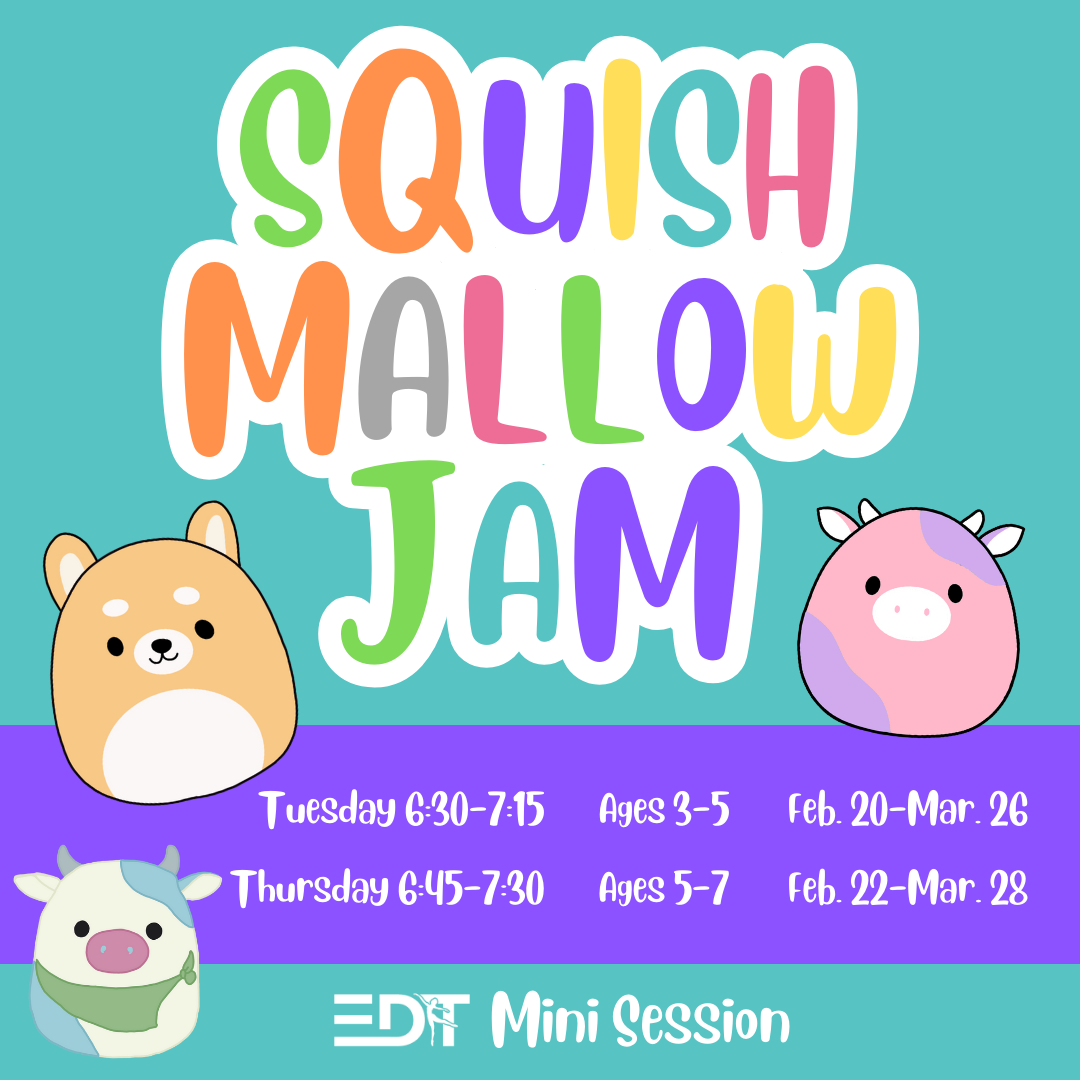 SQUISH
MALLOW
JAM
Tuesday 6:30-7:15 Ages 3-5 Feb. 20-Mar. 26
Thursday 6:45-7:30 Ages 5-7 Feb. 22-Mar. 28
EDT Mini Session